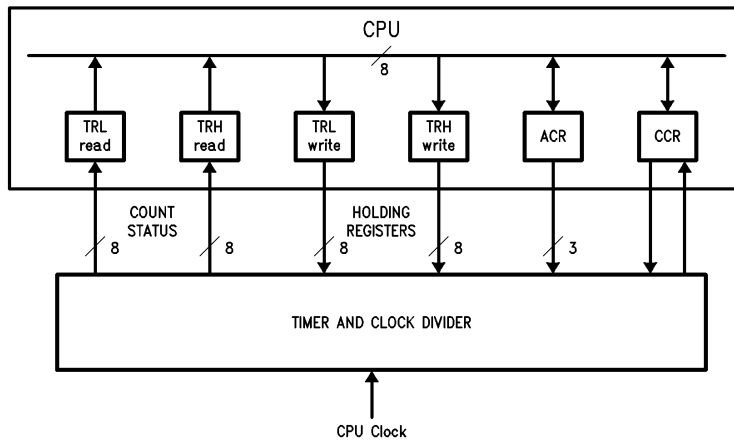 CPU
8
TRL
read
TRH
read
TRL
write
TRH
write
ACR
CCR
COUNT
STATUS
HOLDING
REGISTERS
8
8
8
8
3
TIMER AND CLOCK DIVIDER
CPU Clock